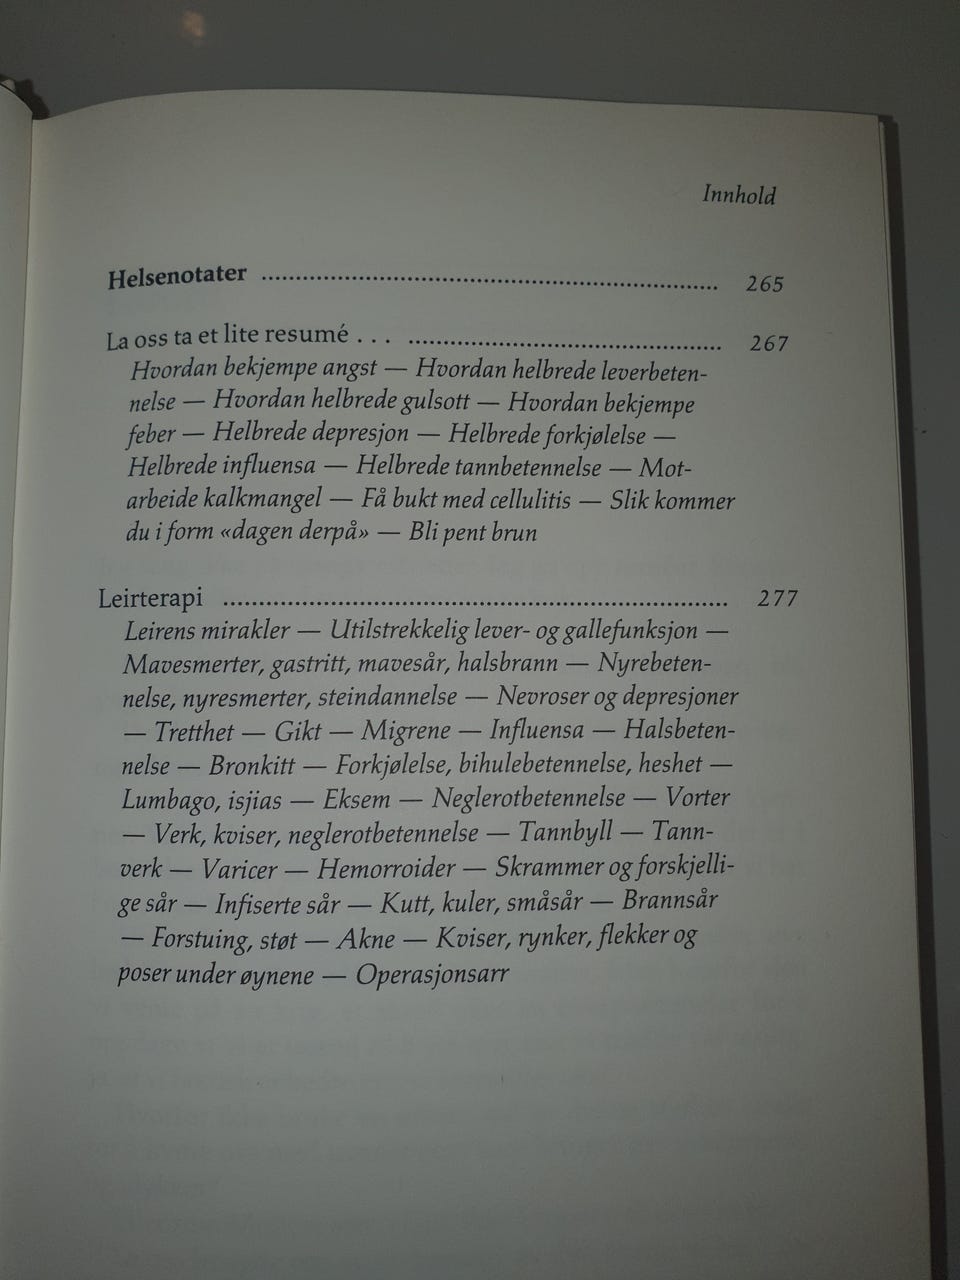 Innhold
Helsenotater ........................................................... 265
La oss ta et lite resumé . . . ........................................ 267
Hvordan bekjempe angst — Hvordan helbrede leverbeten-
nelse — Hvordan helbrede gulsott — Hvordan bekjempe
feber — Helbrede depresjon — Helbrede forkjølelse —
Helbrede influensa — Helbrede tannbetennelse — Mot-
arbeide kalkmangel — Få bukt med cellulitis — Slik kommer
du i form «dagen derpå» — Bli pent brun
Leirterapi ................................................................. 277
Leirens mirakler — Utilstrekkelig lever- og gallefunksjon —
Mavesmerter, gastritt, mavesår, halsbrann — Nyrebeten-
nelse, nyresmerter, steindannelse — Nevroser og depresjoner
— Tretthet — Gikt — Migrene — Influensa — Halsbeten-
nelse — Bronkitt — Forkjølelse, bihulebetennelse, heshet —
Lumbago, isjias — Eksem — Neglerotbetennelse — Vorter
— Verk, kviser, neglerotbetennelse — Tannbyll — Tann-
verk — Varicer — Hemorroider — Skrammer og forskjelli-
ge sår — Infiserte sår — Kutt, kuler, småsår — Brannsår
— Forstuing, støt — Akne — Kviser, rynker, flekker og
poser under øynene — Operasjonsarr